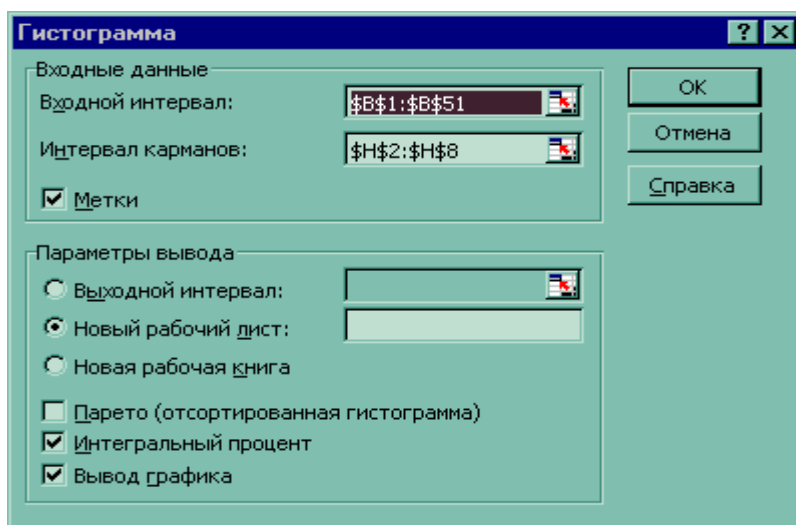 Гистограмма
Входные данные
Входной интервал: $B$1:$B$51
Интервал карманов: $H$2:$H$8
Метки
OK
Отмена
Справка
Параметры вывода
Выходной интервал:
Новый рабочий лист:
Новая рабочая книга
Парето (отсортированная гистограмма)
Интегральный процент
Вывод графика